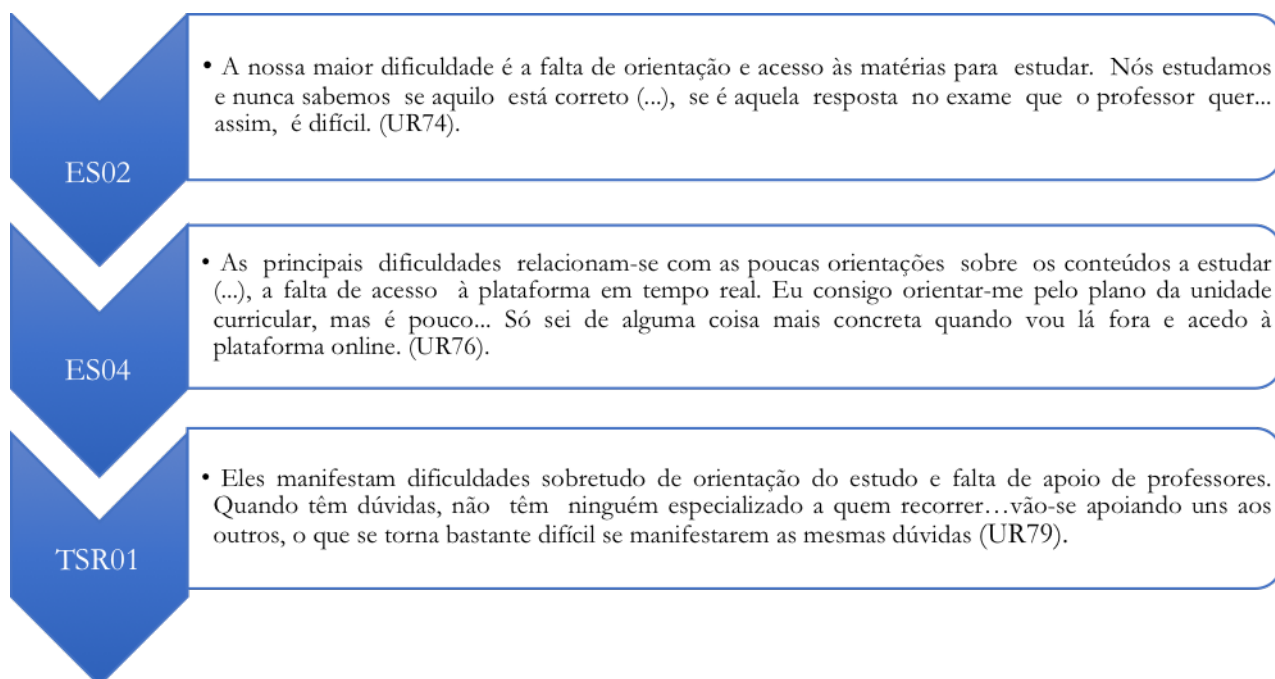 • A nossa maior dificuldade é a falta de orientação e acesso às matérias para estudar. Nós estudamos
e nunca sabemos se aquilo está correto (...), se é aquela resposta no exame que o professor quer...
assim, é difícil. (UR74).
ES02
• As principais dificuldades relacionam-se com as poucas orientações sobre os conteúdos a estudar
(...), a falta de acesso à plataforma em tempo real. Eu consigo orientar-me pelo plano da unidade
curricular, mas é pouco... Só sei de alguma coisa mais concreta quando vou lá fora e acedo à
plataforma online. (UR76).
ES04
• Eles manifestam dificuldades sobretudo de orientação do estudo e falta de apoio de professores.
Quando têm dúvidas, não têm ninguém especializado a quem recorrer…vão-se apoiando uns aos
outros, o que se torna bastante difícil se manifestarem as mesmas dúvidas (UR79).
TSR01